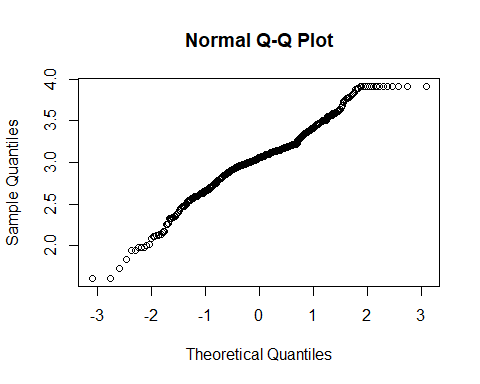 Normal Q-Q Plot
4.0
3.5
3.0
2.5
2.0
Sample Quantiles
-3 -2 -1 0 1 2 3
Theoretical Quantiles